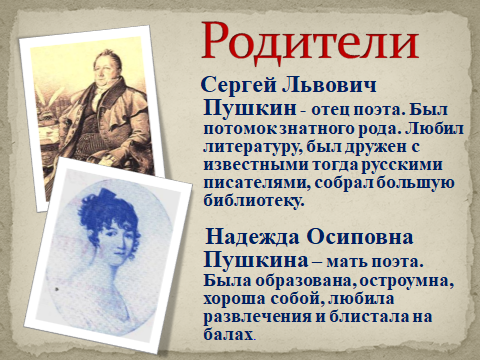 Родители
Сергей Львович
Пушкин - отец поэта. Был
потомок знатного рода. Любил
литературу, был дружен с
известными тогда русскими
писателями, собрал большую
библиотеку.
Надежда Осиповна
Пушкина – мать поэта.
Была образована, остроумна,
хороша собой, любила
развлечения и блистала на
балах.